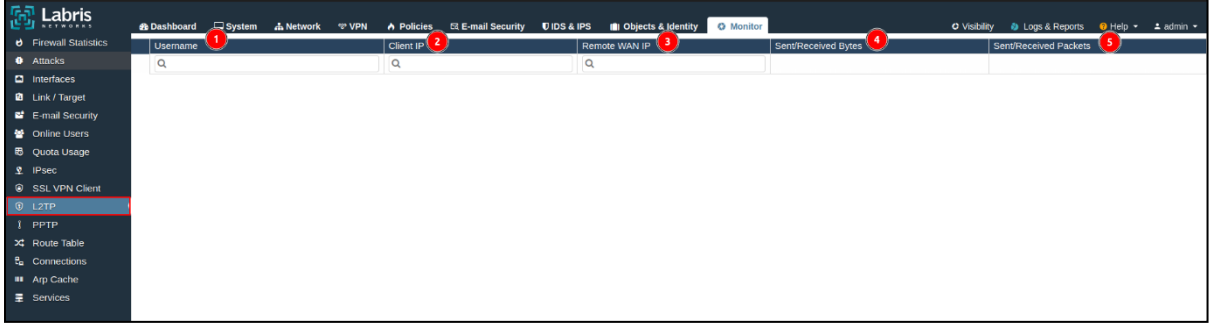 Labris
NETWORKS
Dashboard System Network VPN Policies E-mail Security IDS & IPS Objects & Identity Monitor Visibility Logs & Reports Help admin
Firewall Statistics
Attacks
Interfaces
Link / Target
E-mail Security
Online Users
Quota Usage
IPsec
SSL VPN Client
L2TP
PPTP
Route Table
Connections
Arp Cache
Services
Username 1 Client IP 2 Remote WAN IP 3 Sent/Received Bytes 4 Sent/Received Packets 5